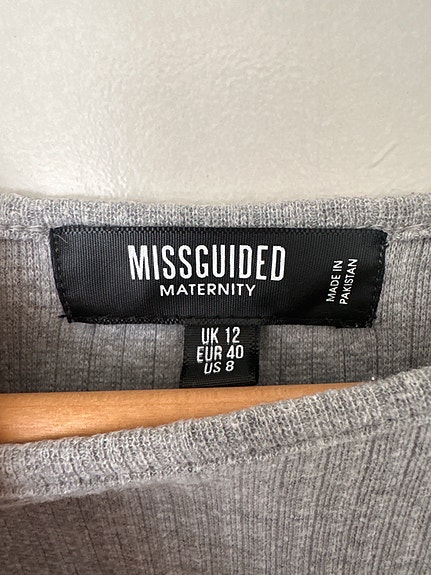 MISSGUIDED
MATERNITY
MADE IN
PAKISTAN
UK 12
EUR 40
US 8